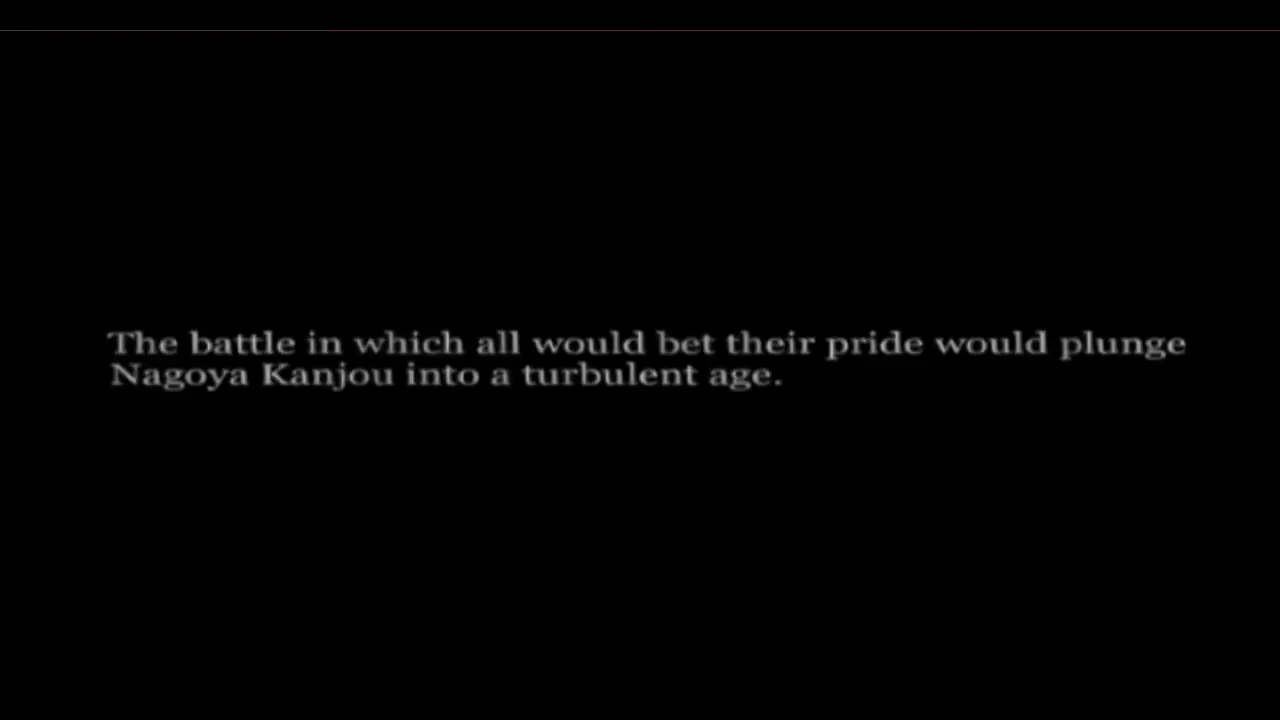 The battle in which all would bet their pride would plunge
Nagoya Kanjou into a turbulent age.